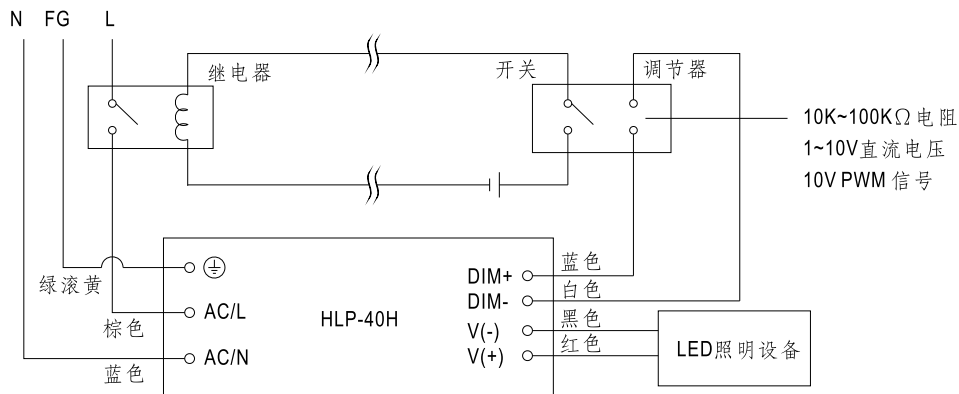 N FG L
继电器
开关
调节器
10K~100KΩ电阻
1~10V直流电压
10V PWM 信号
绿滚黄
棕色
AC/L
蓝色
AC/N
HLP-40H
DIM+
蓝色
DIM-
白色
V(-)
黑色
V(+)
红色
LED照明设备